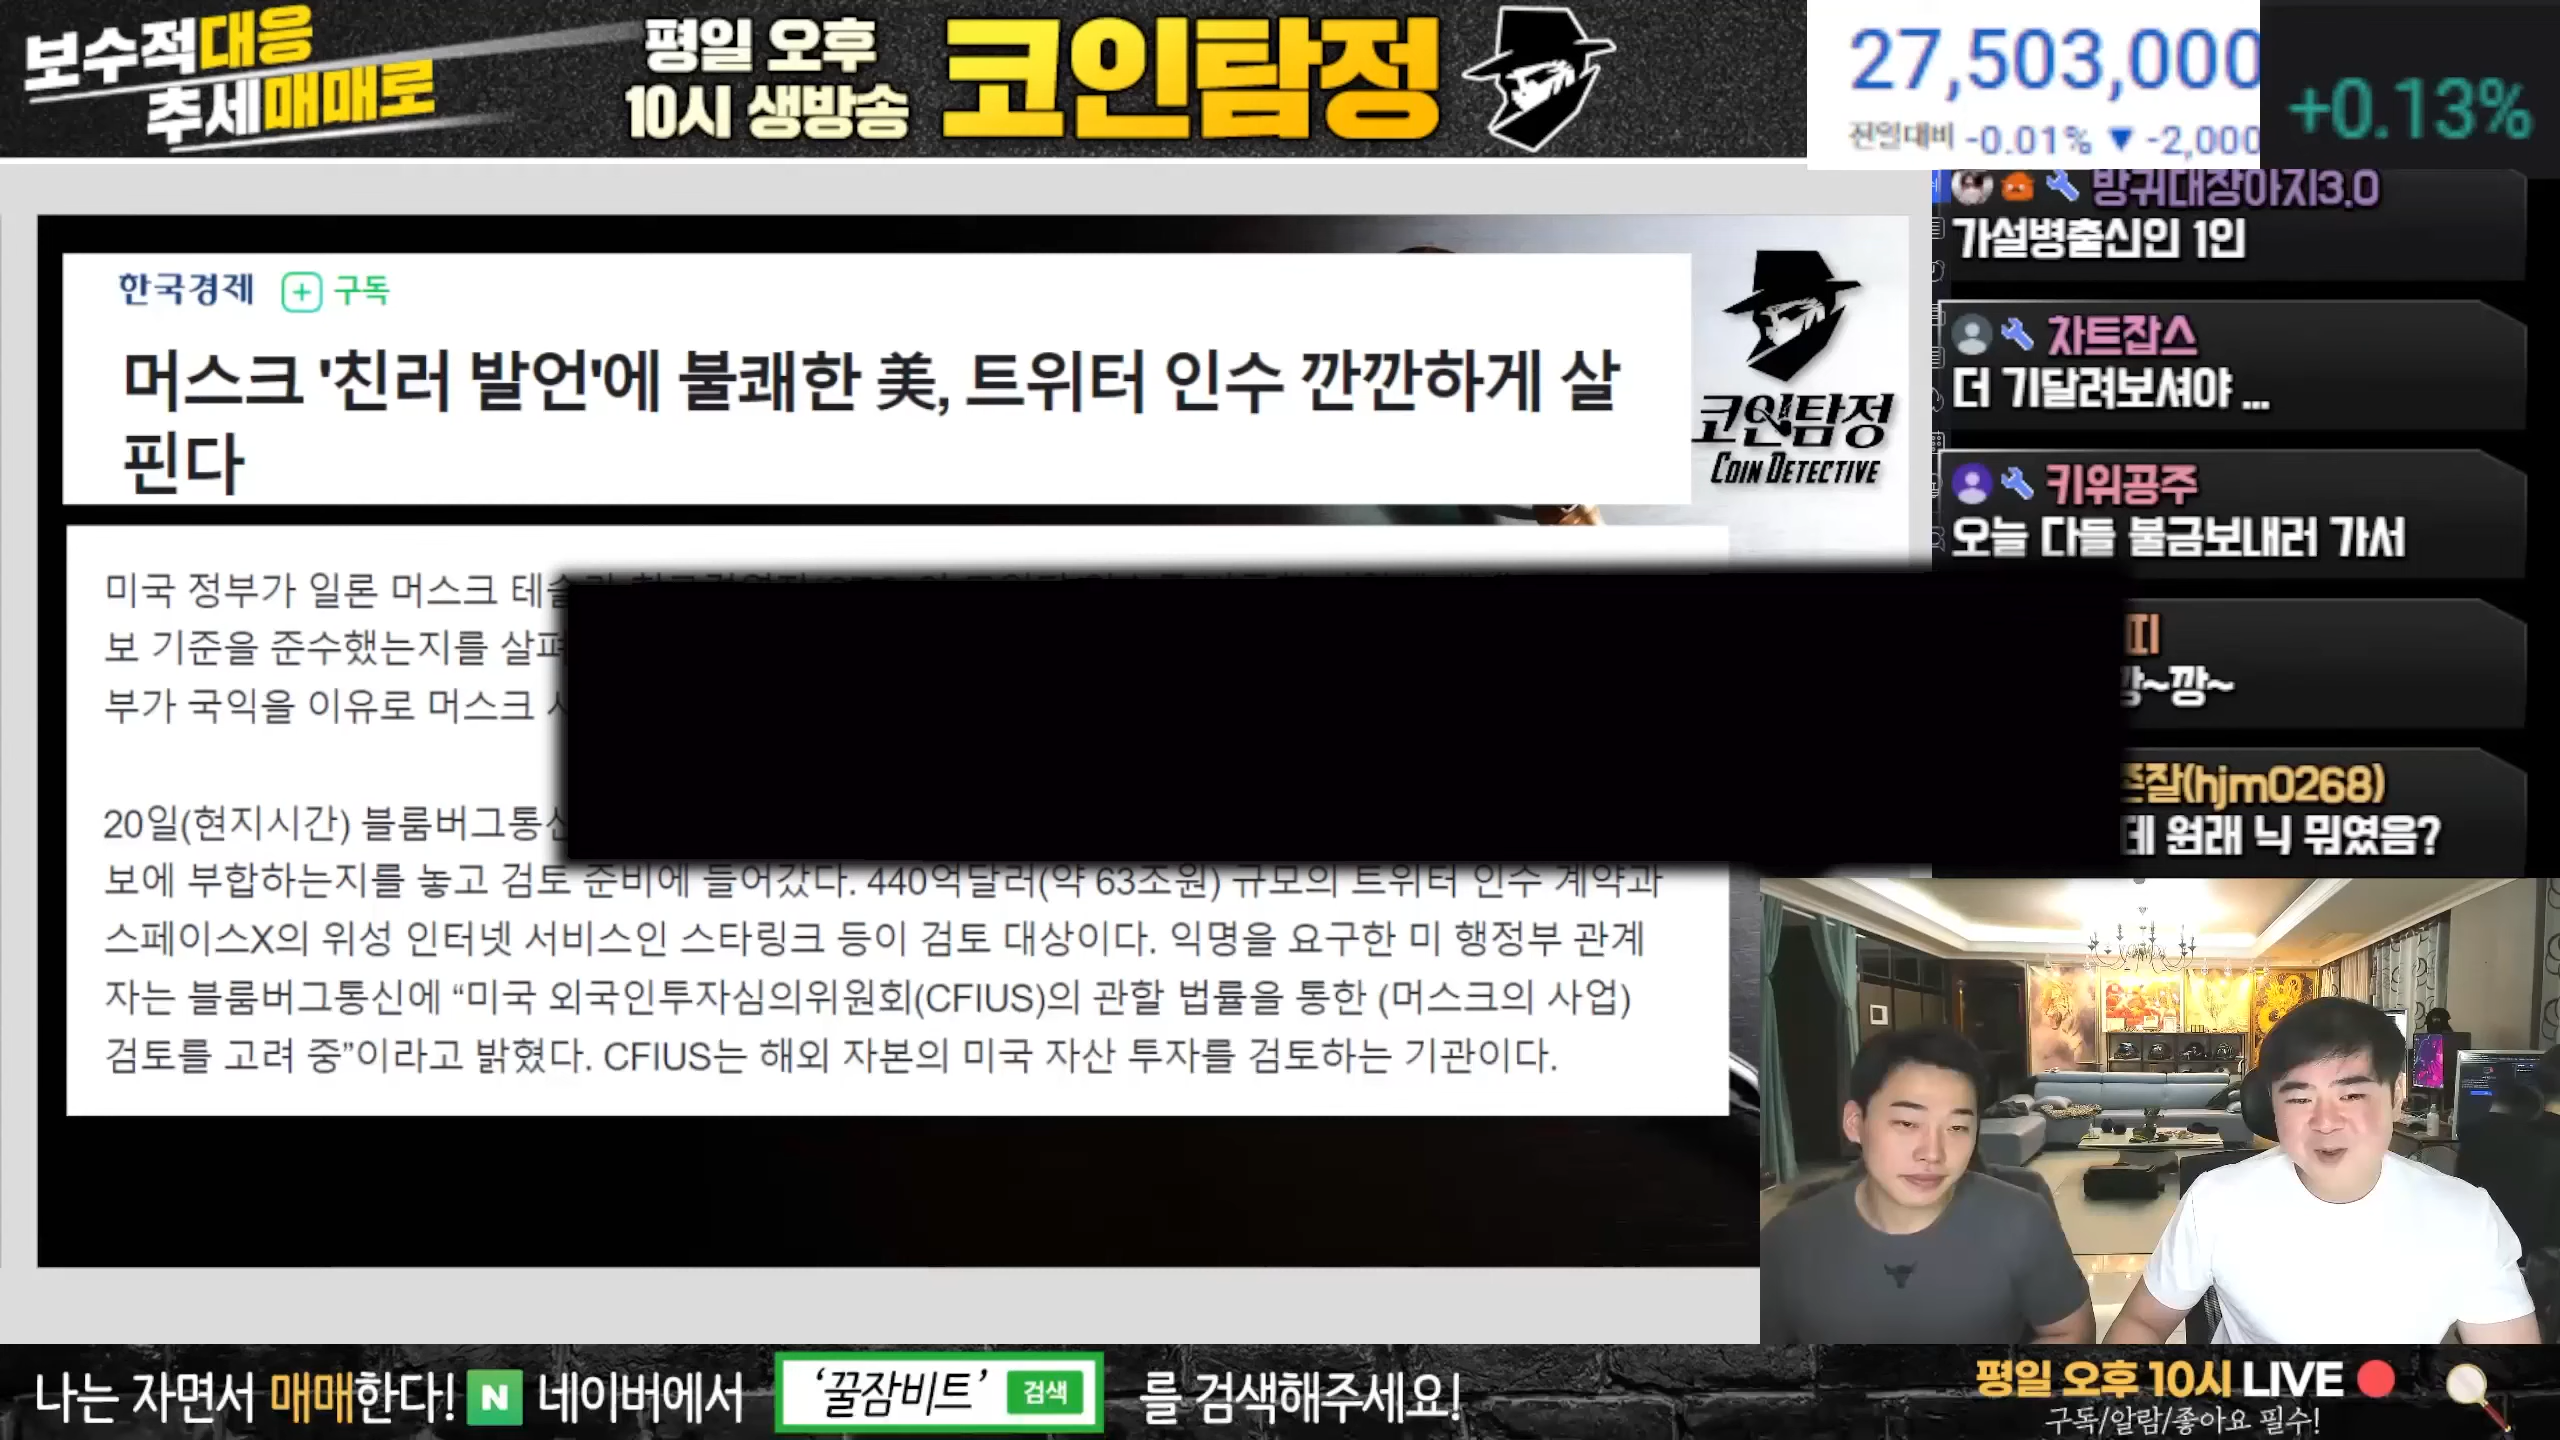 보수적대응
추세매매로
평일 오후
10시 생방송
코인탐정
27,503,000
전일대비 -0.01% ▼ -2,000
+0.13%
한국경제 + 구독
머스크 '친러 발언'에 불쾌한 美, 트위터 인수 깐깐하게 살
핀다
코인탐정
COIN DETECTIVE
미국 정부가 일론 머스크
보 기준을 준수했는지를
부가 국익을 이유로 머스크
20일(현지시간)
보에 부합하는지를 놓고 검토 준비에 들어갔다. 440억달러(약 63조원) 규모의 트위터 인수 계약과
스페이스X의 위성 인터넷 서비스인 스타링크 등이 검토 대상이다. 익명을 요구한 미 행정부 관계
자는 블룸버그통신에 “미국 외국인투자심의위원회(CFIUS)의 관할 법률을 통한 (머스크의 사업)
검토를 고려 중”이라고 밝혔다. CFIUS는 해외 자본의 미국 자산 투자를 검토하는 기관이다.
방귀대장아지3.0
가설병출신인 1인
차트잡스
더 기달려보셔야 ...
키위공주
오늘 다들 불금보내러 가서
띠
깡~
(hjm0268)
원래 닉 뭐였음?
나는 자면서 매매한다! N 네이버에서 ‘꿀잠비트’ 검색 를 검색해주세요!
평일 오후 10시 LIVE
구독/알람/좋아요 필수!